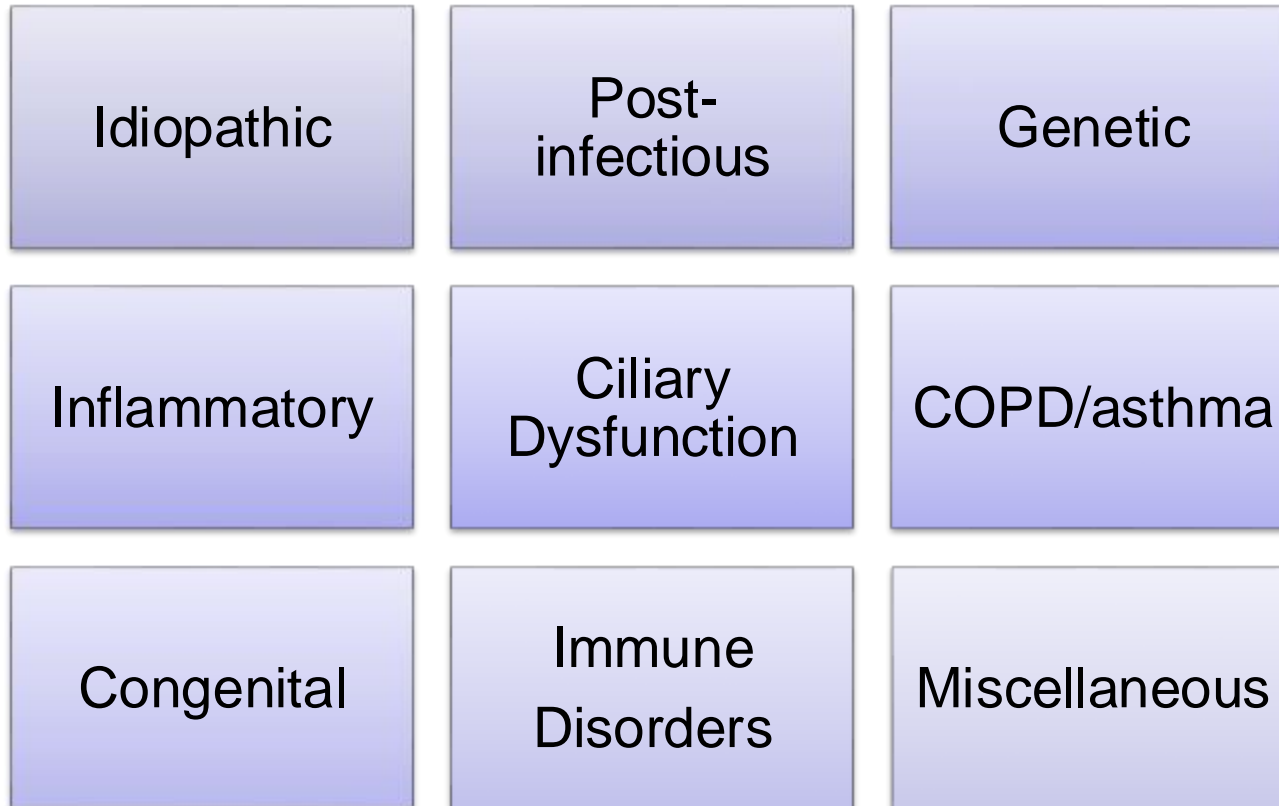 Idiopathic
Post-
infectious
Genetic
Inflammatory
Ciliary
Dysfunction
COPD/asthma
Congenital
Immune
Disorders
Miscellaneous